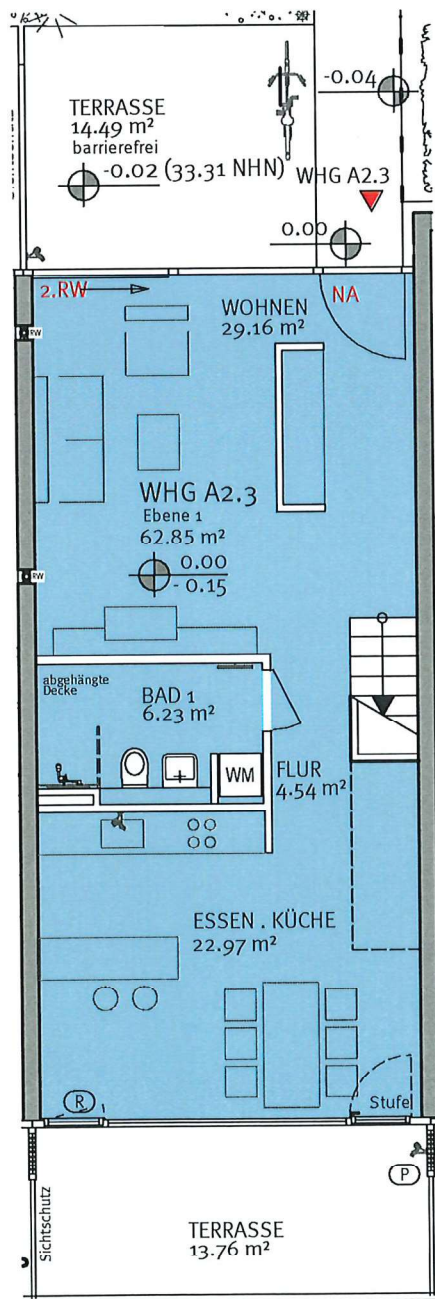 -0.04
TERRASSE
14.49 m²
barrierefrei
-0.02 (33.31 NHN)
WHG A2.3
0.00
2.RW
NA
WOHNEN
29.16 m²
RW
WHG A2.3
Ebene 1
62.85 m²
0.00
- 0.15
RW
abgehängte
Decke
BAD 1
6.23 m²
WM
FLUR
4.54 m²
ESSEN . KÜCHE
22.97 m²
R
Stufe
P
Sichtschutz
TERRASSE
13.76 m²